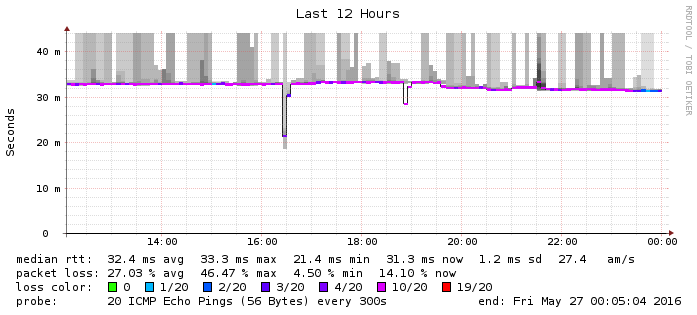 Last 12 Hours
RRDTOOL / TOBI OETIKER
Seconds
40 m
30 m
20 m
10 m
0
14:00 16:00 18:00 20:00 22:00 00:00
median rtt: 32.4 ms avg 33.3 ms max 21.4 ms min 31.3 ms now 1.2 ms sd 27.4 am/s
packet loss: 27.03 % avg 46.47 % max 4.50 % min 14.10 % now
loss color: 0 1/20 2/20 3/20 4/20 10/20 19/20
probe: 20 ICMP Echo Pings (56 Bytes) every 300s end: Fri May 27 00:05:04 2016